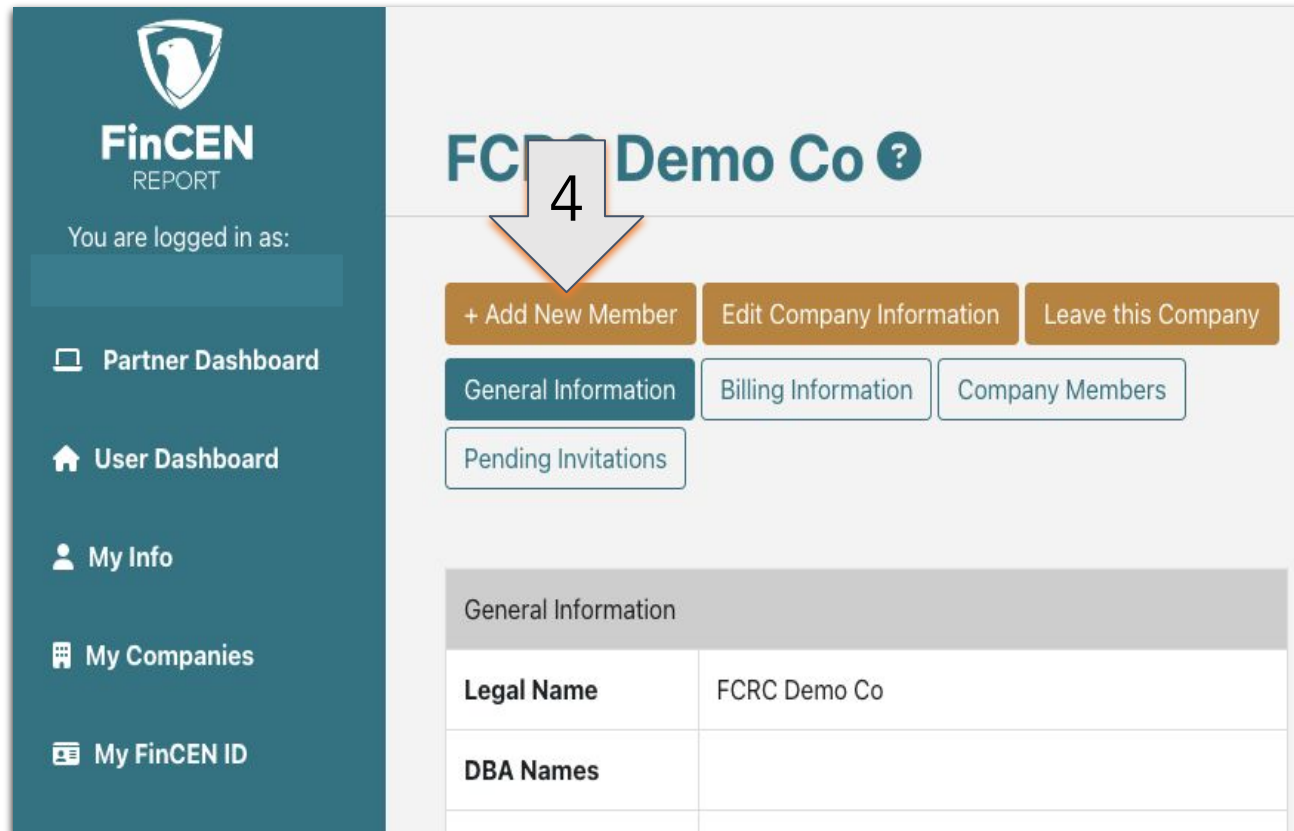 FinCEN
REPORT
You are logged in as:
Partner Dashboard
User Dashboard
My Info
My Companies
My FinCEN ID
FC Demo Co ?
4
+ Add New Member Edit Company Information Leave this Company
General Information Billing Information Company Members
Pending Invitations
General Information
Legal Name FCRC Demo Co
DBA Names